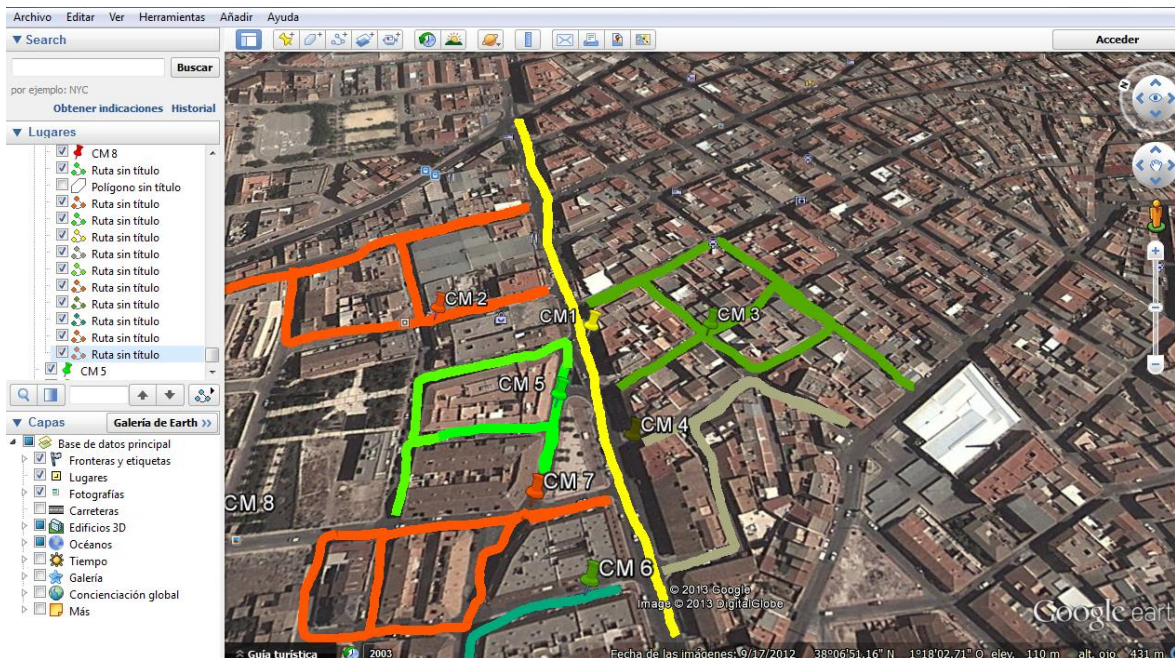 Archivo Editar Ver Herramientas Añadir Ayuda
Search
Buscar
por ejemplo: NYC
Obtener indicaciones Historial
Lugares
CM 8
Ruta sin título
Polígono sin título
Ruta sin título
Ruta sin título
Ruta sin título
Ruta sin título
Ruta sin título
Ruta sin título
Ruta sin título
Ruta sin título
Ruta sin título
Ruta sin título
CM 5
Capas
Galería de Earth >>
Base de datos principal
Fronteras y etiquetas
Lugares
Fotografías
Carreteras
Edificios 3D
Océanos
Tiempo
Galería
Concienciación global
Más
Acceder
N
CM 2
CM1
CM 3
CM 5
CM 4
CM 7
CM 8
CM 6
© 2013 Google
Image © 2013 DigitalGlobe
Google eart
Guía turística
2003
Fecha de las imágenes: 9/17/2012 38°06'51.16" N 1°18'02.71" O elev. 110 m alt. ojo 431 m